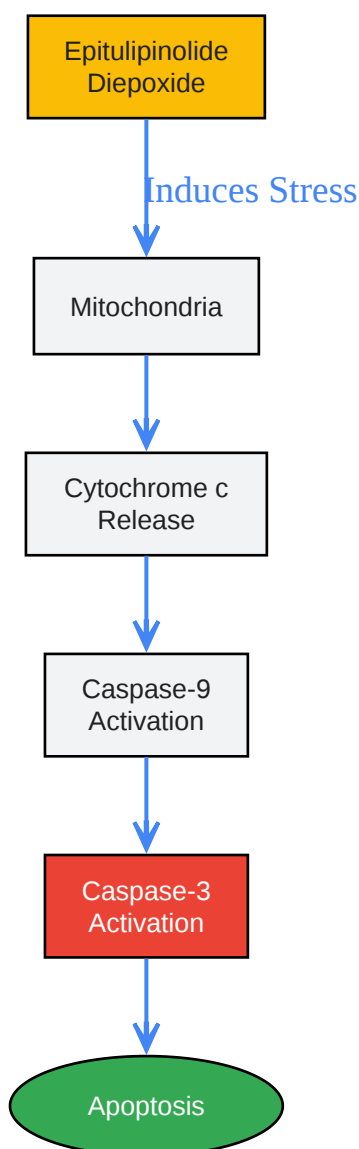 Epitulipinolide
Diepoxide
Induces Stress
Mitochondria
Cytochrome c
Release
Caspase-9
Activation
Caspase-3
Activation
Apoptosis